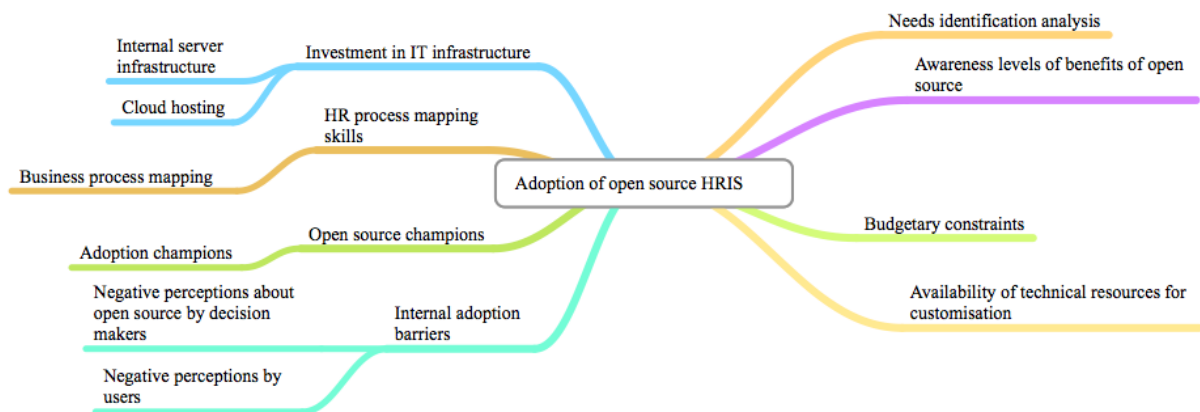 Needs identification analysis
Internal server
infrastructure
Investment in IT infrastructure
Awareness levels of benefits of open
source
Cloud hosting
HR process mapping
skills
Business process mapping
Adoption of open source HRIS
Open source champions
Adoption champions
Budgetary constraints
Negative perceptions about
open source by decision
makers
Internal adoption
barriers
Availability of technical resources for
customisation
Negative perceptions by
users